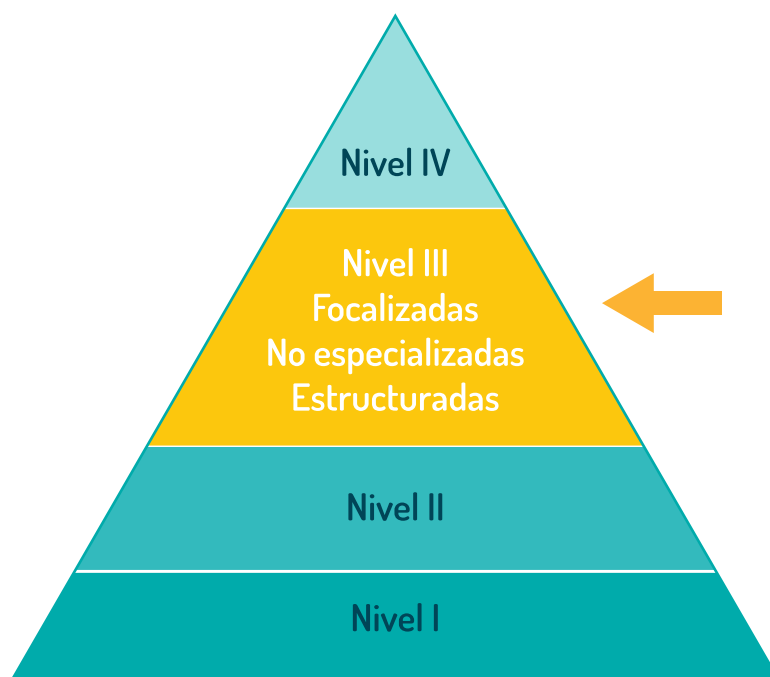 Nivel IV
Nivel III
Focalizadas
No especializadas
Estructuradas
Nivel II
Nivel I